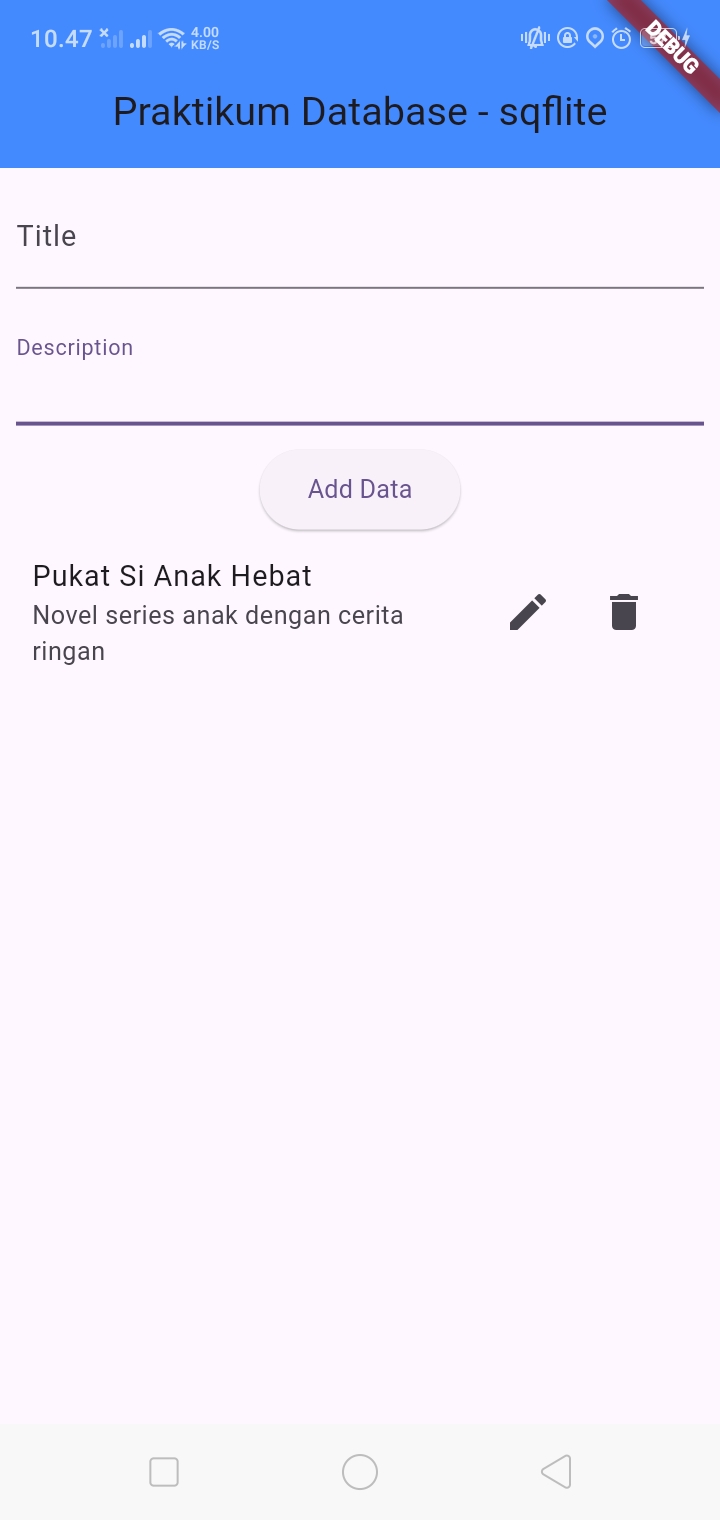 10.47
4.00
KB/S
DEBUG
Praktikum Database - sqflite
Title
Description
Add Data
Pukat Si Anak Hebat
Novel series anak dengan cerita
ringan